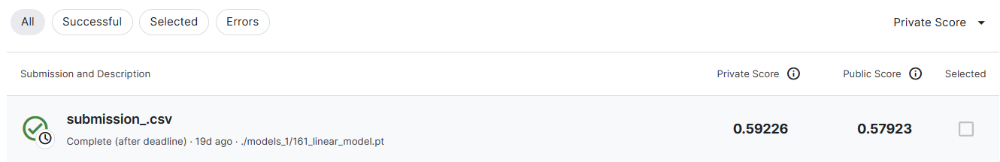 All Successful Selected Errors Private Score
Submission and Description Private Score Public Score Selected
submission_.csv
0.59226 0.57923
Complete (after deadline) · 19d ago · ./models_1/161_linear_model.pt